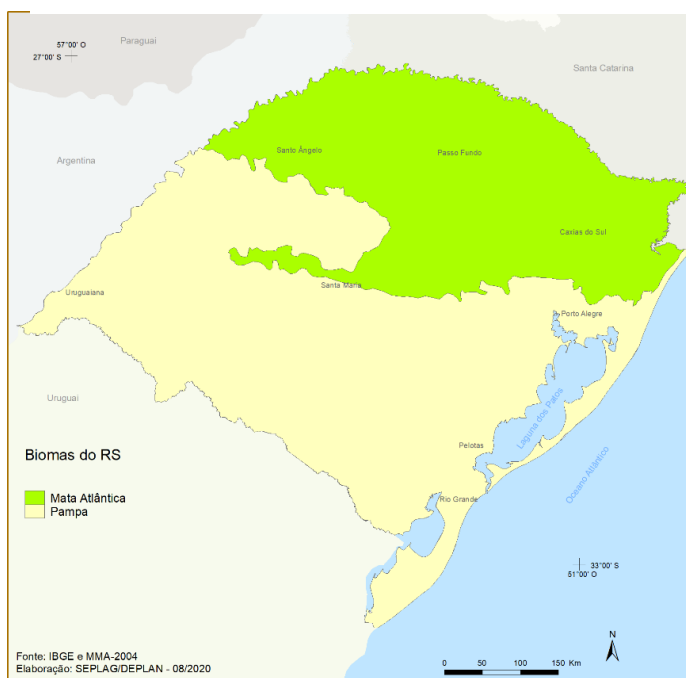 Paraguai
57°00' O
27°00' S
Santa Catarina
Argentina
Santo Ângelo
Passo Fundo
Caxias do Sul
Santa Maria
Uruguaiana
Porto Alegre
Uruguai
Laguna dos Patos
Pelotas
Oceano Atlântico
Rio Grande
Biomas do RS
Mata Atlântica
Pampa
33°00' S
51°00' O
N
Fonte: IBGE e MMA-2004
Elaboração: SEPLAG/DEPLAN - 08/2020
0 50 100 150 Km